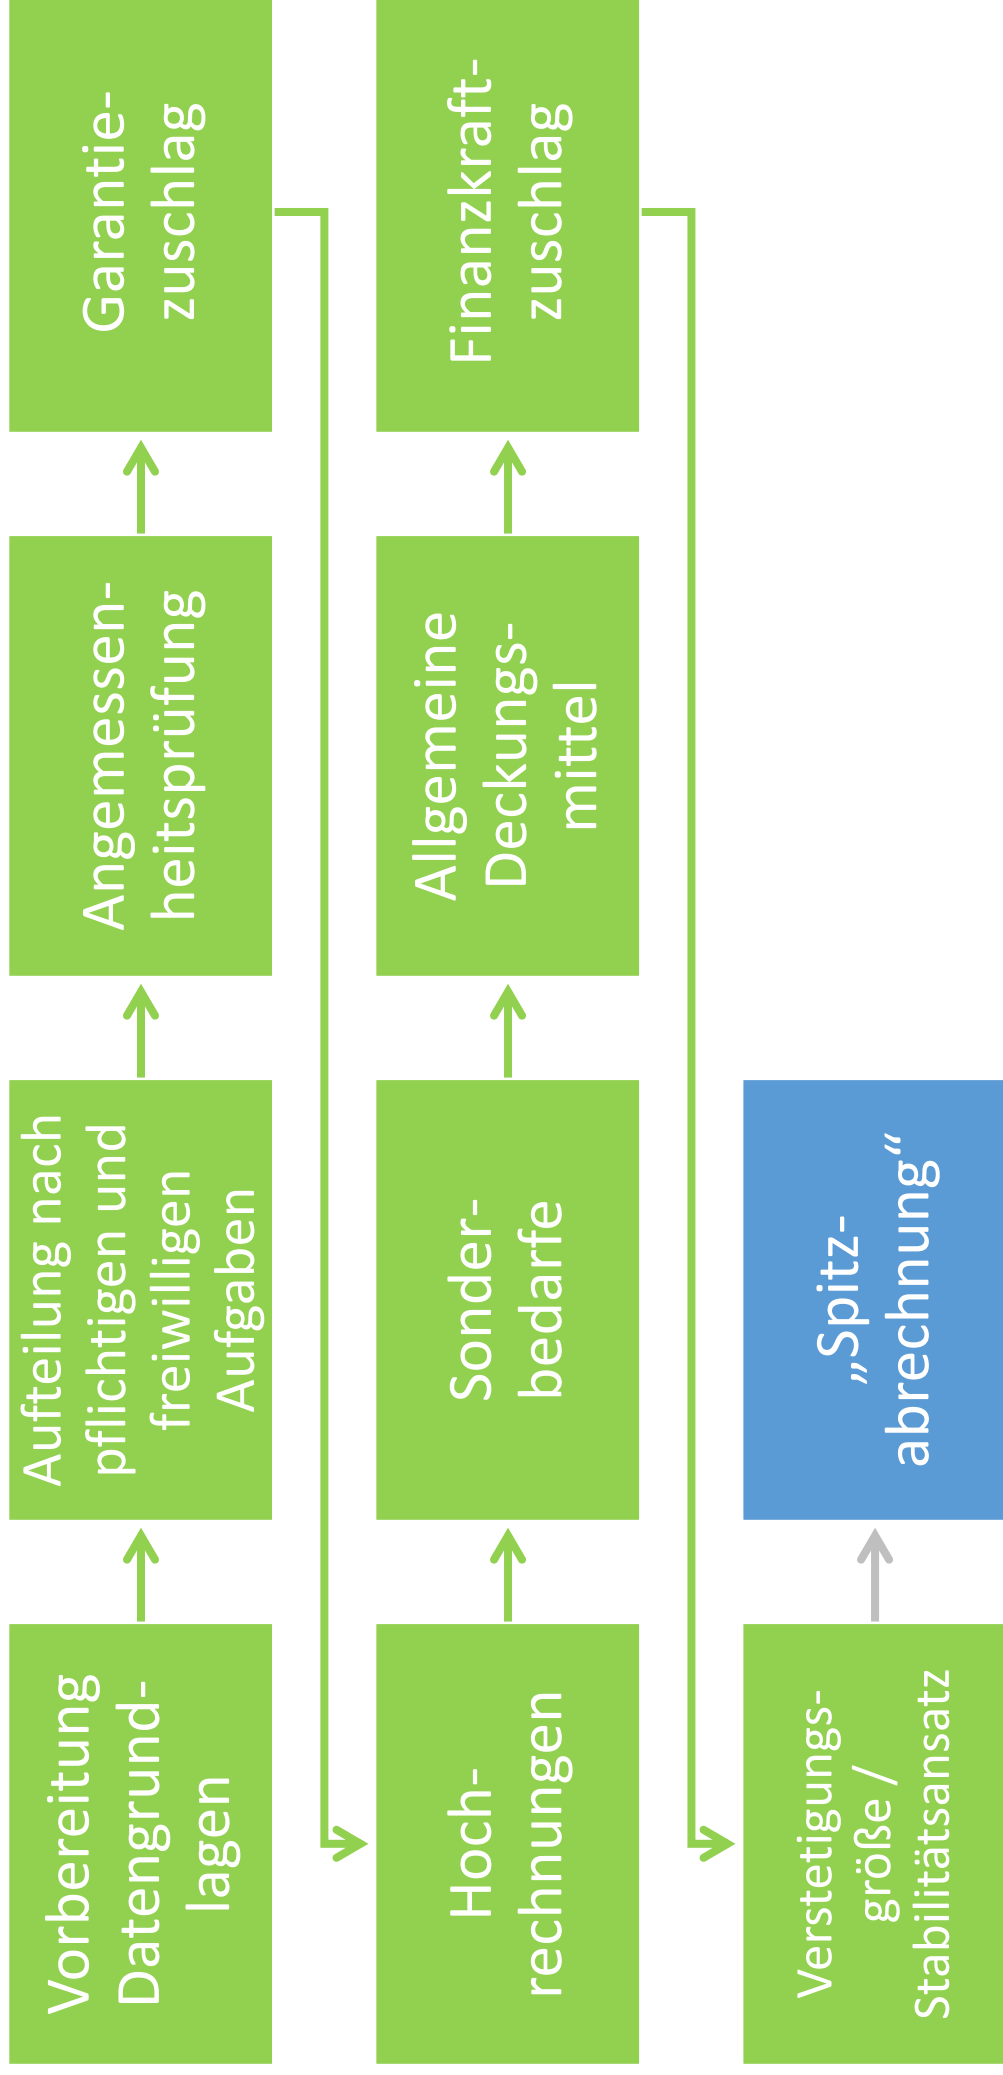 Vorbereitung
Datengrund-
lagen
Aufteilung nach
pflichtigen und
freiwilligen
Aufgaben
Angemessen-
heitsprüfung
Garantie-
zuschlag
Hoch-
rechnungen
Sonder-
bedarfe
Allgemeine
Deckungs-
mittel
Finanzkraft-
zuschlag
Verstetigungs-
größe /
Stabilitätsansatz
„Spitz-
abrechnung“